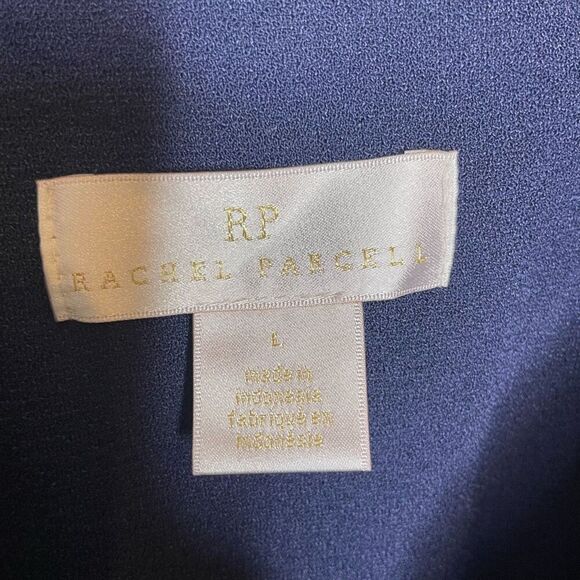 RP
RACHEL PARCELL
L
made in
indonesia
fabriqué en
indonésie